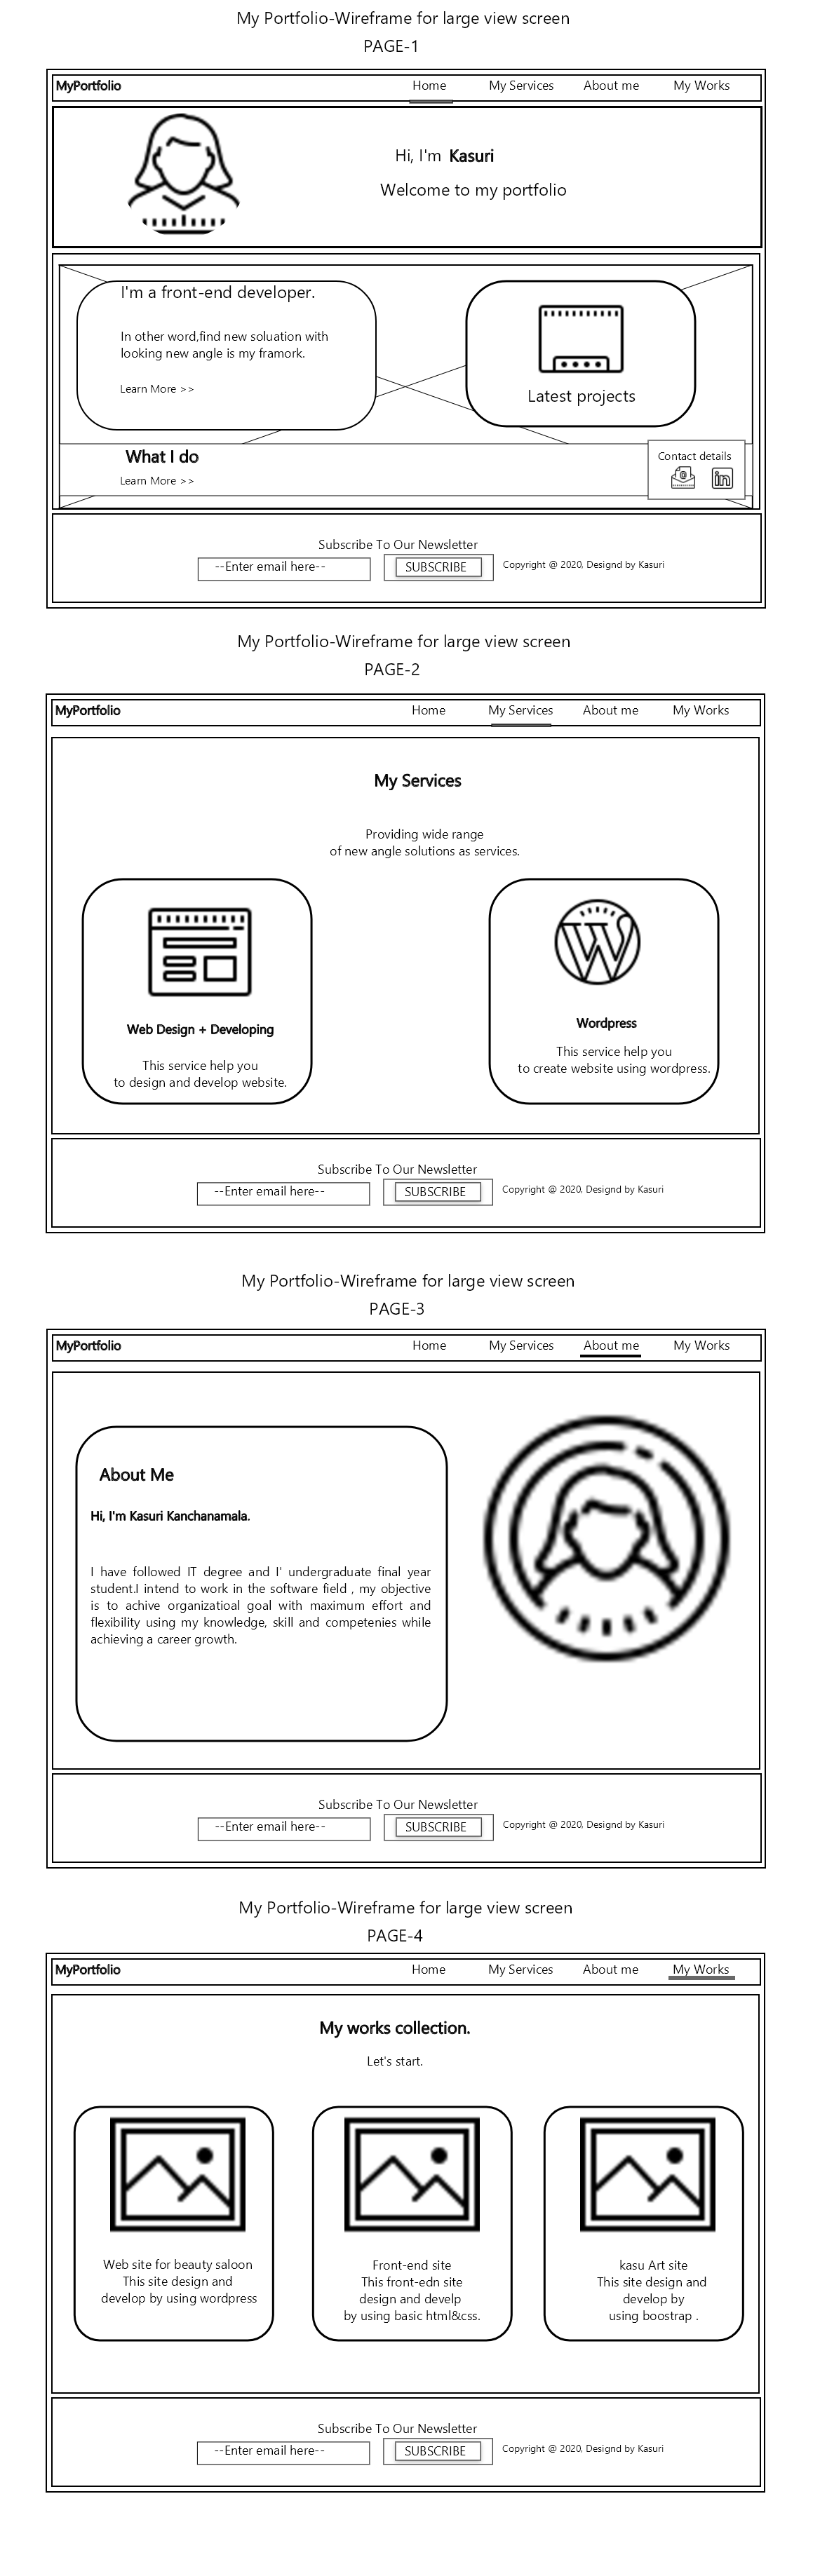 My Portfolio-Wireframe for large view screen
PAGE-1
MyPortfolio
Home
My Services
About me
My Works
Hi, I'm Kasuri
Welcome to my portfolio
I'm a front-end developer.
In other word,find new soluation with
looking new angle is my framork.
Learn More >>
Latest projects
What I do
Learn More >>
Contact details
@
in
Subscribe To Our Newsletter
--Enter email here--
SUBSCRIBE
Copyright @ 2020, Designd by Kasuri
My Portfolio-Wireframe for large view screen
PAGE-2
MyPortfolio
Home
My Services
About me
My Works
My Services
Providing wide range
of new angle solutions as services.
W
Web Design + Developing
This service help you
to design and develop website.
Wordpress
This service help you
to create website using wordpress.
Subscribe To Our Newsletter
--Enter email here--
SUBSCRIBE
Copyright @ 2020, Designd by Kasuri
My Portfolio-Wireframe for large view screen
PAGE-3
MyPortfolio
Home
My Services
About me
My Works
About Me
Hi, I'm Kasuri Kanchanamala.
I have followed IT degree and I' undergraduate final year
student.I intend to work in the software field , my objective
is to achive organizatioal goal with maximum effort and
flexibility using my knowledge, skill and competenies while
achieving a career growth.
Subscribe To Our Newsletter
--Enter email here--
SUBSCRIBE
Copyright @ 2020, Designd by Kasuri
My Portfolio-Wireframe for large view screen
PAGE-4
MyPortfolio
Home
My Services
About me
My Works
My works collection.
Let's start.
Web site for beauty saloon
This site design and
develop by using wordpress
Front-end site
This front-edn site
design and develp
by using basic html&css.
kasu Art site
This site design and
develop by
using boostrap .
Subscribe To Our Newsletter
--Enter email here--
SUBSCRIBE
Copyright @ 2020, Designd by Kasuri